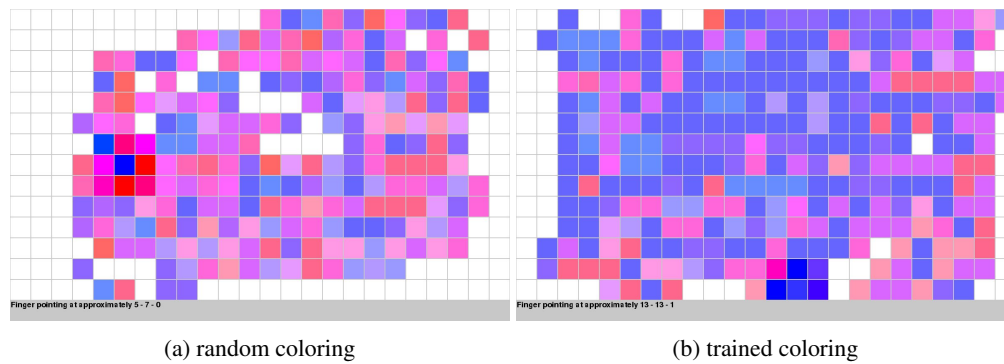 Finger pointing at approximately 5 - 7 - 0
Finger pointing at approximately 13 - 13 - 1
(a) random coloring
(b) trained coloring